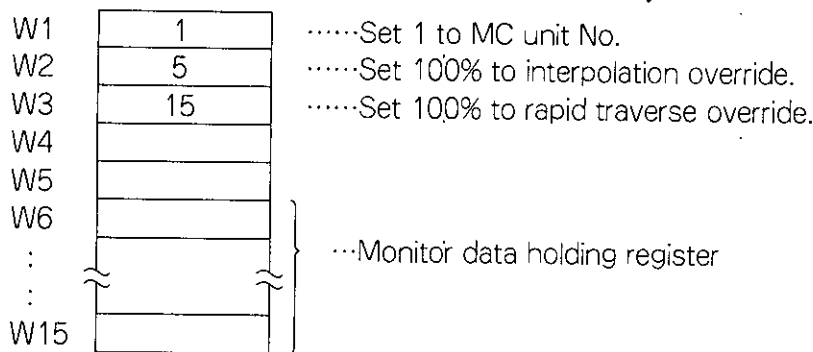 W1 1 ······Set 1 to MC unit No.
W2 5 ······Set 100% to interpolation override.
W3 15 ······Set 100% to rapid traverse override.
W4
W5
W6
: ···Monitor data holding register
:
W15